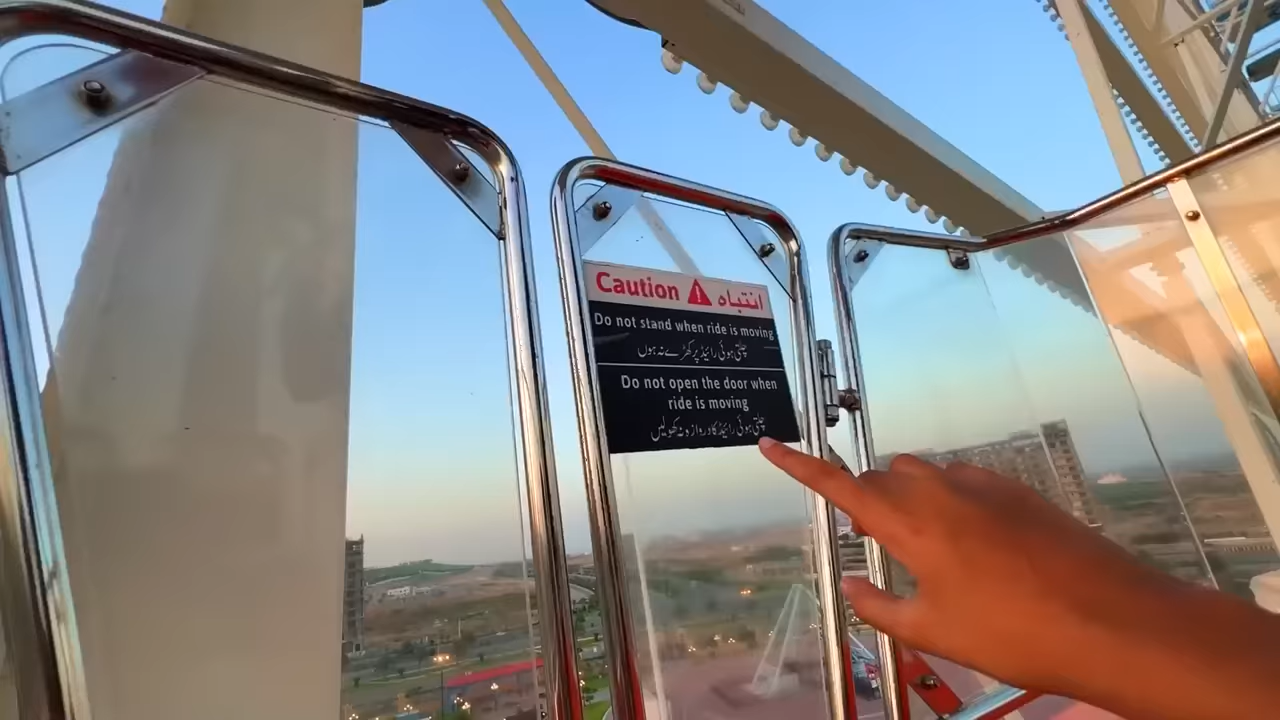 Caution انتباہ
Do not stand when ride is moving
چلتی ہوئی رائیڈ پر کھڑے نہ ہوں
Do not open the door when
ride is moving
چلتی ہوئی رائیڈ کا دروازہ نہ کھولیں